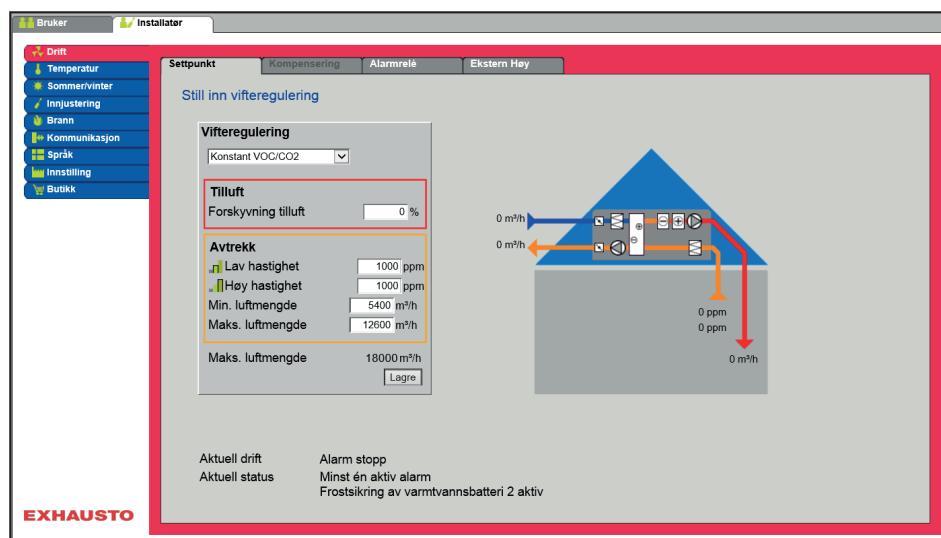 Bruker
Installatør
Drift
Temperatur
Sommer/vinter
Innjustering
Brann
Kommunikasjon
Språk
Innstilling
Butikk
Settpunkt
Kompensering
Alarmrelè
Ekstern Høy
Still inn vifteregulering
Vifteregulering
Konstant VOC/CO2
Tilluft
Forskyvning tilluft 0 %
Avtrekk
Lav hastighet 1000 ppm
Høy hastighet 1000 ppm
Min. luftmengde 5400 m³/h
Maks. luftmengde 12600 m³/h
Maks. luftmengde 18000 m³/h
Lagre
0 m³/h
0 m³/h
0 ppm
0 ppm
0 m³/h
Aktuell drift Alarm stopp
Aktuell status Minst én aktiv alarm
Frostsikring av varmtvannsbatteri 2 aktiv
EXHAUSTO